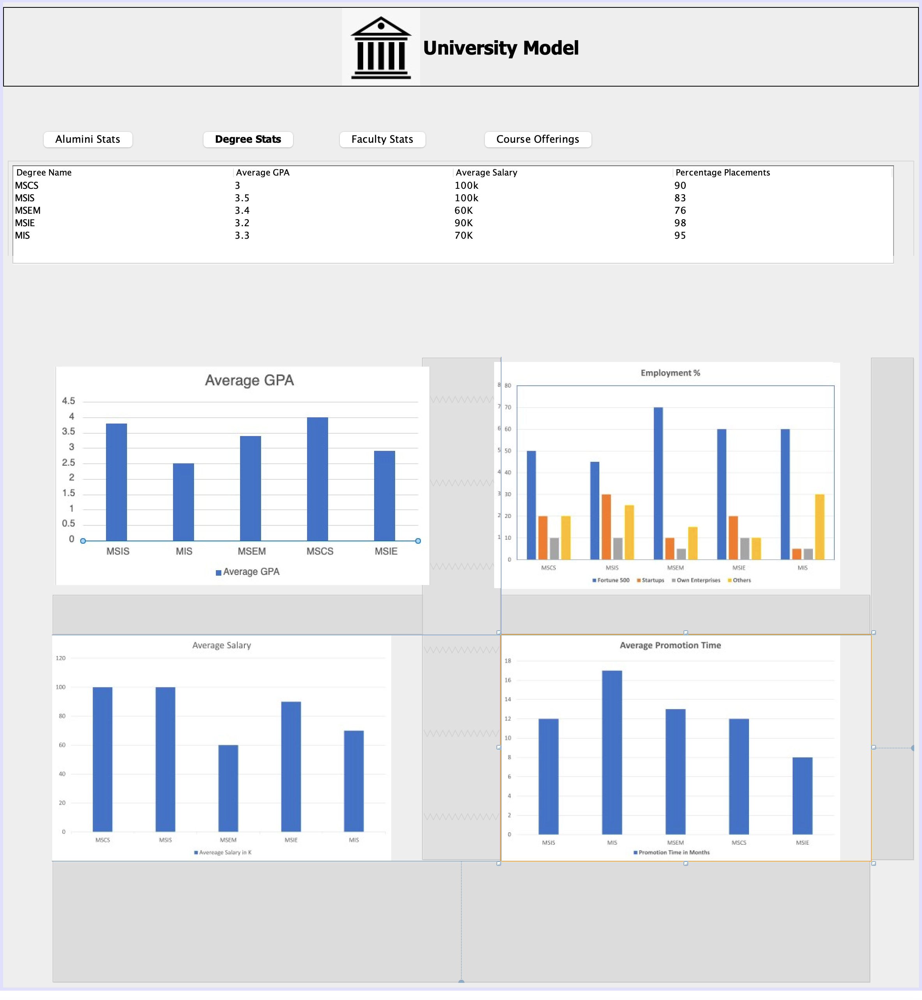 University Model
Alumini Stats Degree Stats Faculty Stats Course Offerings
Degree Name Average GPA Average Salary Percentage Placements
MSCS 3 100k 90
MSIS 3.5 100k 83
MSEM 3.4 60K 76
MSIE 3.2 90K 98
MIS 3.3 70K 95
Average GPA
4.5
4
3.5
3
2.5
2
1.5
1
0.5
0
MSIS MIS MSEM MSCS MSIE
Average GPA
Employment %
8 80
7 70
6 60
5 50
4 40
3 30
2 20
1 10
0
MSCS MSIS MSEM MSIE MIS
Fortune 500 Startups Own Enterprises Others
Average Salary
120
100
80
60
40
20
0
MSCS MSIS MSEM MSIE MIS
Avereage Salary in K
Average Promotion Time
18
16
14
12
10
8
6
4
2
0
MSIS MIS MSEM MSCS MSIE
Promotion Time in Months